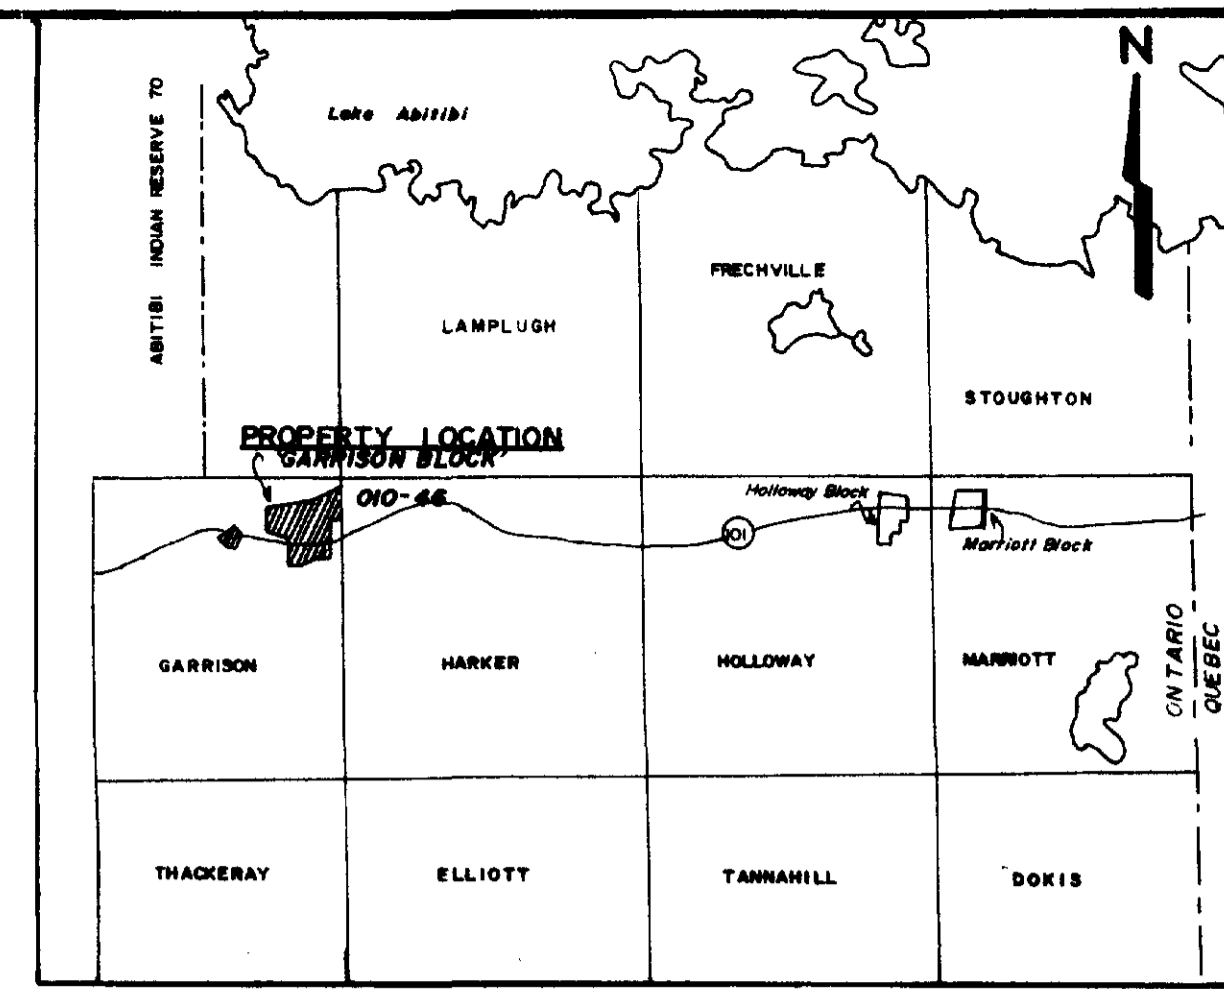 N
ABITIBI INDIAN RESERVE 70
Lake Abitibi
FRECHVILLE
LAMPLUGH
STOUGHTON
PROPERTY LOCATION
"GARRISON BLOCK"
010-46
Holloway Block
101
Marriott Block
ONTARIO
QUEBEC
GARRISON
HARKER
HOLLOWAY
MARRIOTT
THACKERAY
ELLIOTT
TANNAHILL
DOKIS